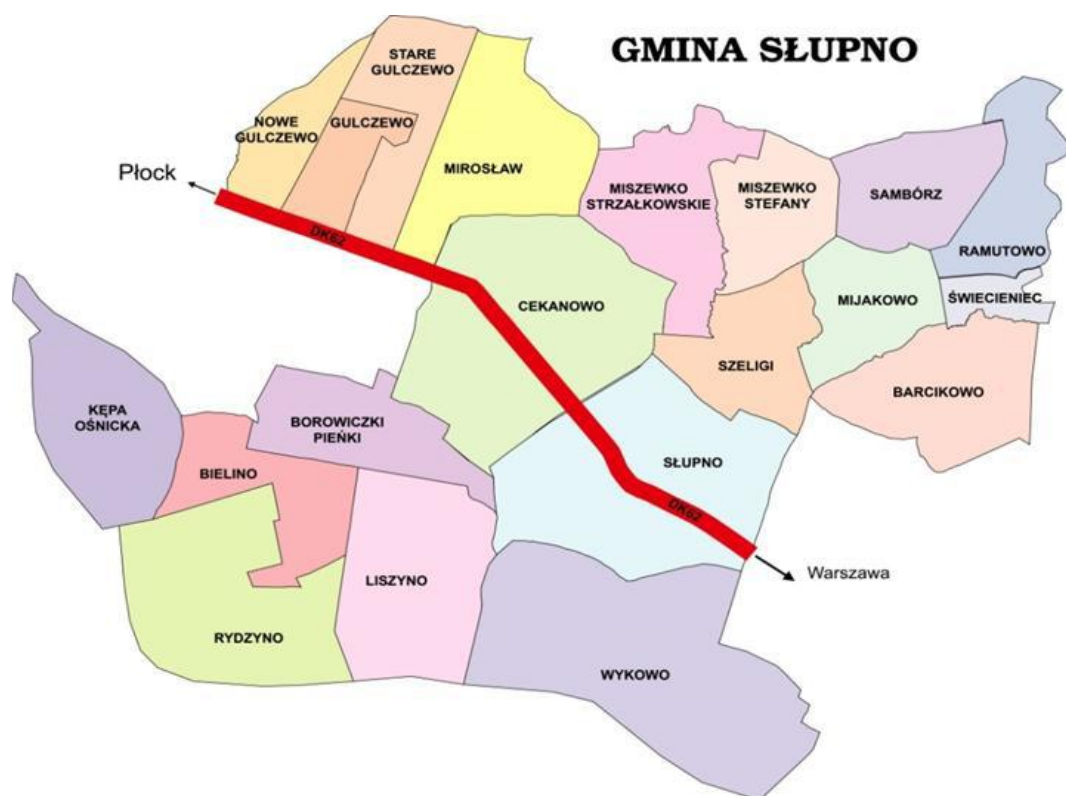 GMINA SŁUPNO
STARE
GULCZEWO
NOWE
GULCZEWO
GULCZEWO
MIROSŁAW
Płock
DK62
MISZEWKO
STRZAŁKOWSKIE
MISZEWKO
STEFANY
SAMBÓRZ
RAMUTOWO
ŚWIECIENIEC
MIJAKOWO
CEKANOWO
SZELIGI
BARCIKOWO
KĘPA
OŚNICKA
BOROWICZKI
PIEŃKI
BIELINO
SŁUPNO
DK62
Warszawa
LISZYNO
RYDZYNO
WYKOWO